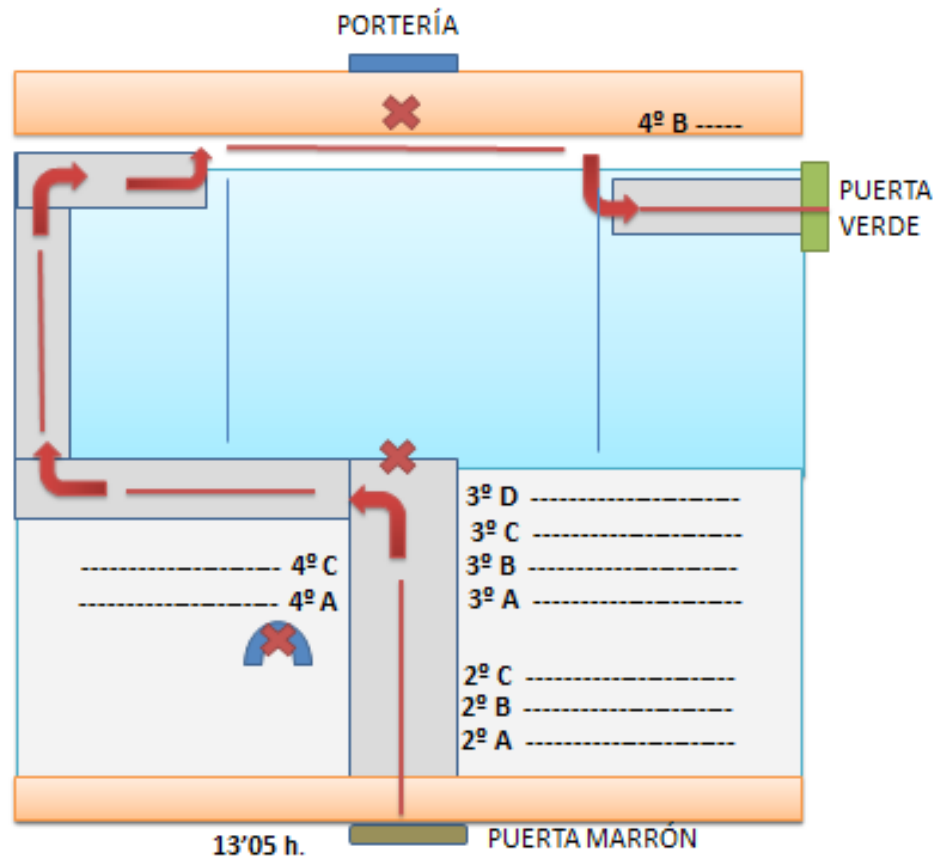 PORTERÍA
4º B -----
PUERTA
VERDE
3º D --------------------------
3º C --------------------------
3º B --------------------------
3º A --------------------------
------------------------- 4º C
------------------------- 4º A
2º C --------------------------
2º B --------------------------
2º A --------------------------
13'05 h.
PUERTA MARRÓN